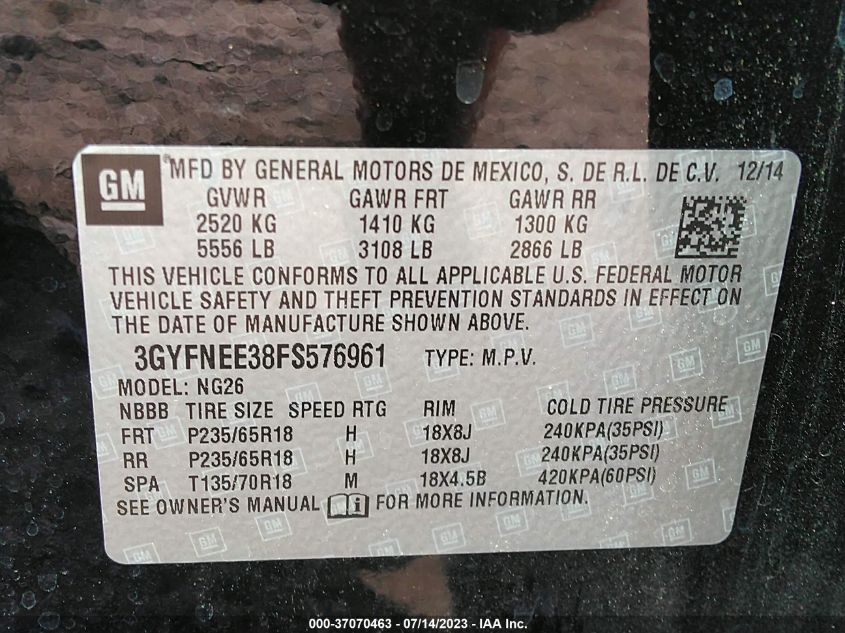 GM MFD BY GENERAL MOTORS DE MEXICO, S. DE R.L. DE C.V. 12/14
GVWR GAWR FRT GAWR RR
2520 KG 1410 KG 1300 KG
5556 LB 3108 LB 2866 LB
THIS VEHICLE CONFORMS TO ALL APPLICABLE U.S. FEDERAL MOTOR
VEHICLE SAFETY AND THEFT PREVENTION STANDARDS IN EFFECT ON
THE DATE OF MANUFACTURE SHOWN ABOVE.
3GYFNEE38FS576961 TYPE: M.P.V.
MODEL: NG26
NBBB TIRE SIZE SPEED RTG RIM COLD TIRE PRESSURE
FRT P235/65R18 H 18X8J 240KPA(35PSI)
RR P235/65R18 H 18X8J 240KPA(35PSI)
SPA T135/70R18 M 18X4.5B 420KPA(60PSI)
SEE OWNER'S MANUAL FOR MORE INFORMATION.
000-37070463 - 07/14/2023 - IAA Inc.